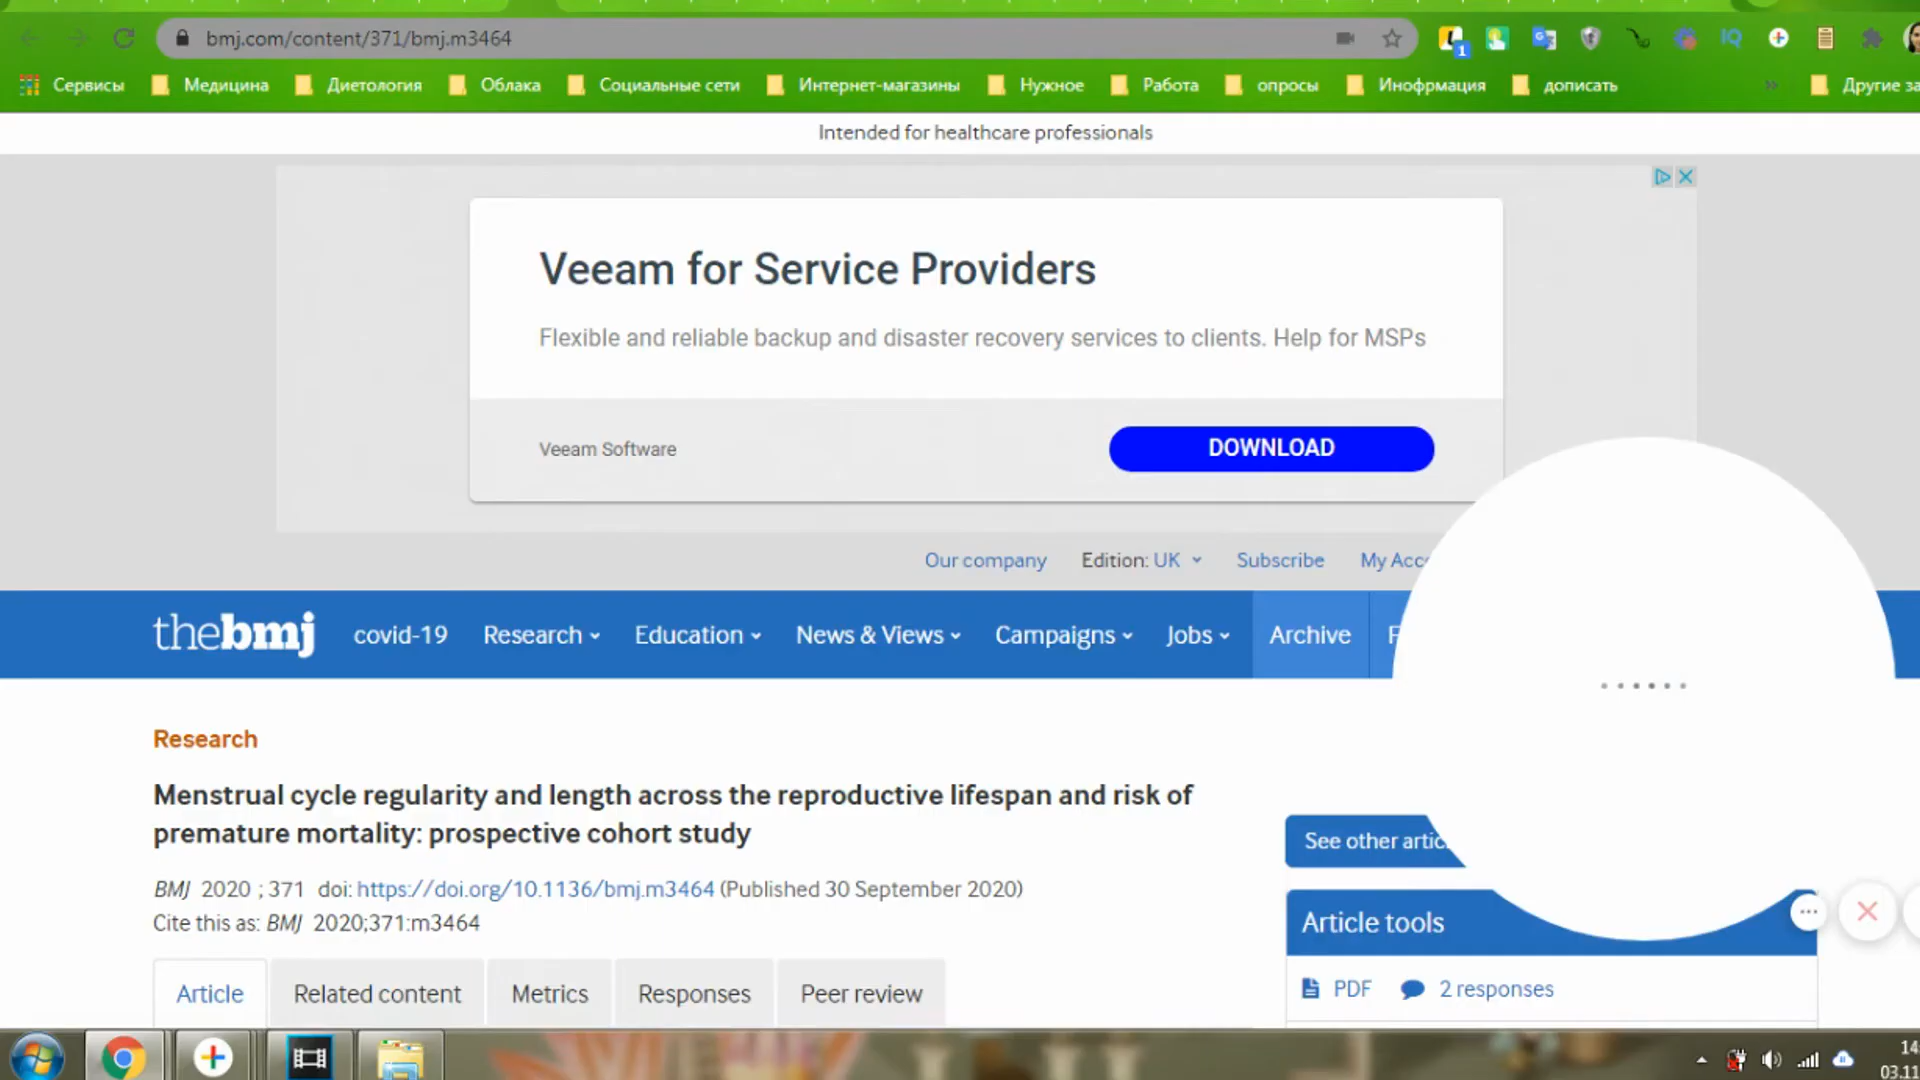 bmj.com/content/371/bmj.m3464
1
IQ
Сервисы Медицина Диетология Облака Социальные сети Интернет-магазины Нужное Работа опросы Инофрмация дописать » Другие за
Intended for healthcare professionals
Veeam for Service Providers
Flexible and reliable backup and disaster recovery services to clients. Help for MSPs
Veeam Software
DOWNLOAD
Our company Edition: UK Subscribe My Acc
thebmj covid-19 Research Education News & Views Campaigns Jobs Archive F
Research
Menstrual cycle regularity and length across the reproductive lifespan and risk of
premature mortality: prospective cohort study
BMJ 2020 ; 371 doi: https://doi.org/10.1136/bmj.m3464 (Published 30 September 2020)
Cite this as: BMJ 2020;371:m3464
See other artic
Article tools
PDF 2 responses
Article Related content Metrics Responses Peer review
14
03.11